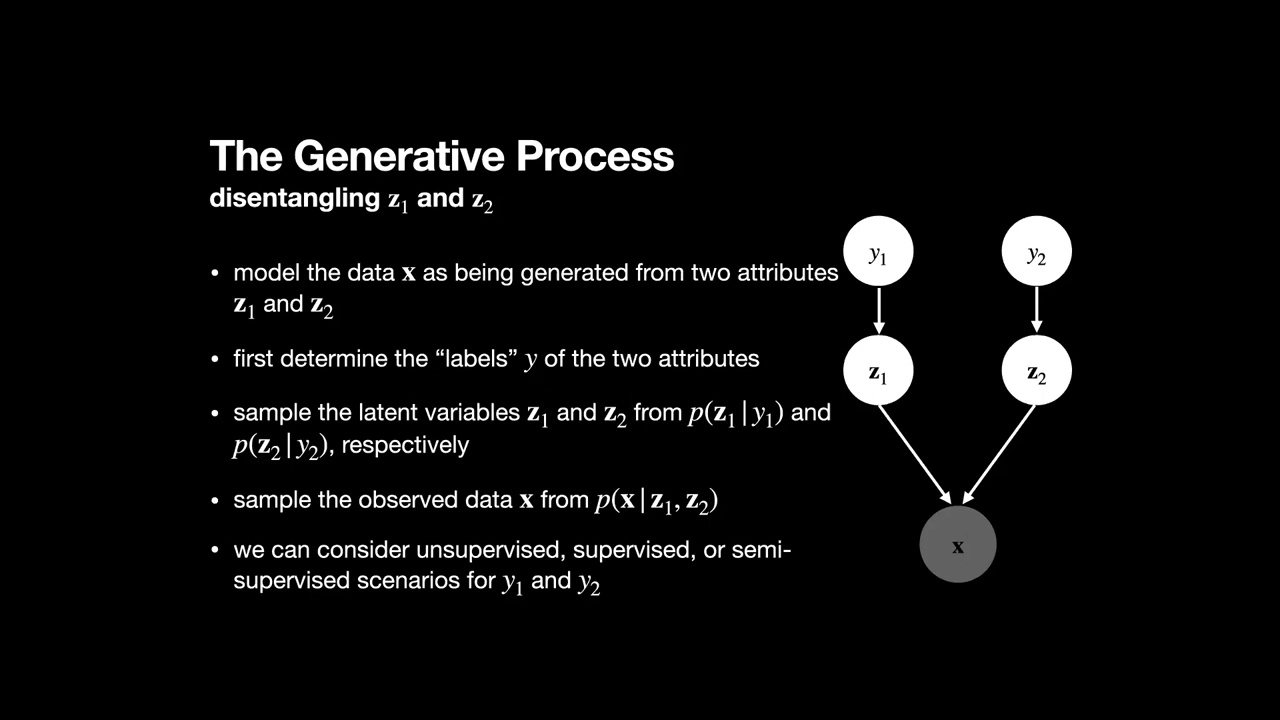 The Generative Process
disentangling z₁ and z₂
• model the data x as being generated from two attributes
z₁ and z₂
• first determine the “labels” y of the two attributes
• sample the latent variables z₁ and z₂ from p(z₁|y₁) and
p(z₂|y₂), respectively
• sample the observed data x from p(x|z₁, z₂)
• we can consider unsupervised, supervised, or semi-
supervised scenarios for y₁ and y₂
y₁ y₂
z₁ z₂
x